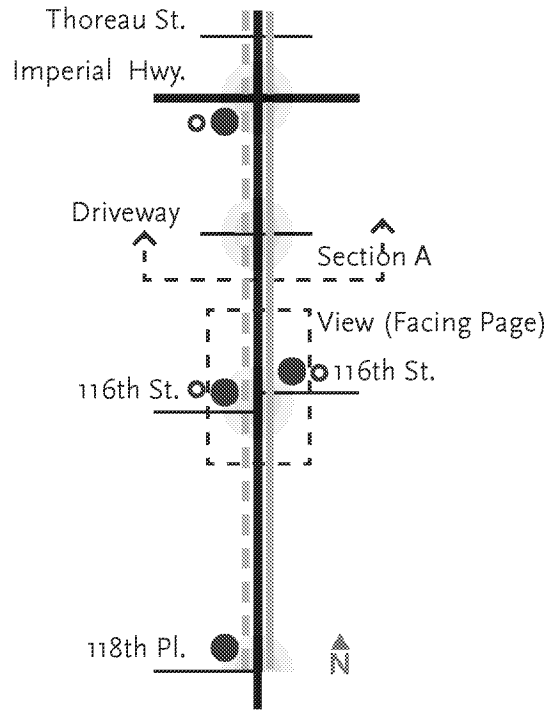 Thoreau St.
Imperial Hwy.
Driveway
Section A
View (Facing Page)
116th St.
116th St.
118th Pl.
N